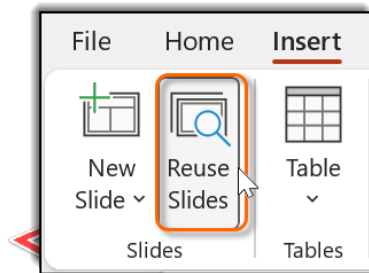 File Home Insert
New Slide
Reuse Slides
Table
Slides Tables